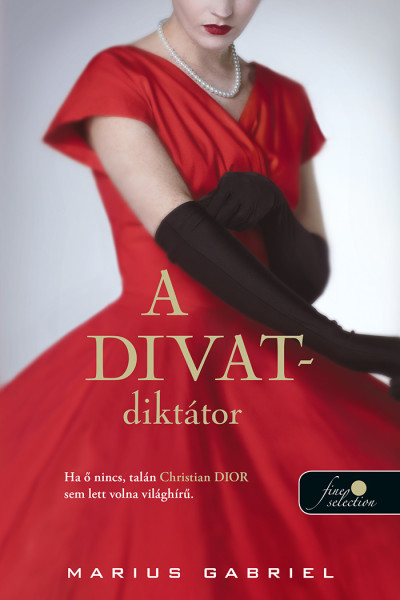 A
DIVAT-
diktátor
Ha ő nincs, talán Christian DIOR
sem lett volna világhírű.
fine
selection
MARIUS GABRIEL